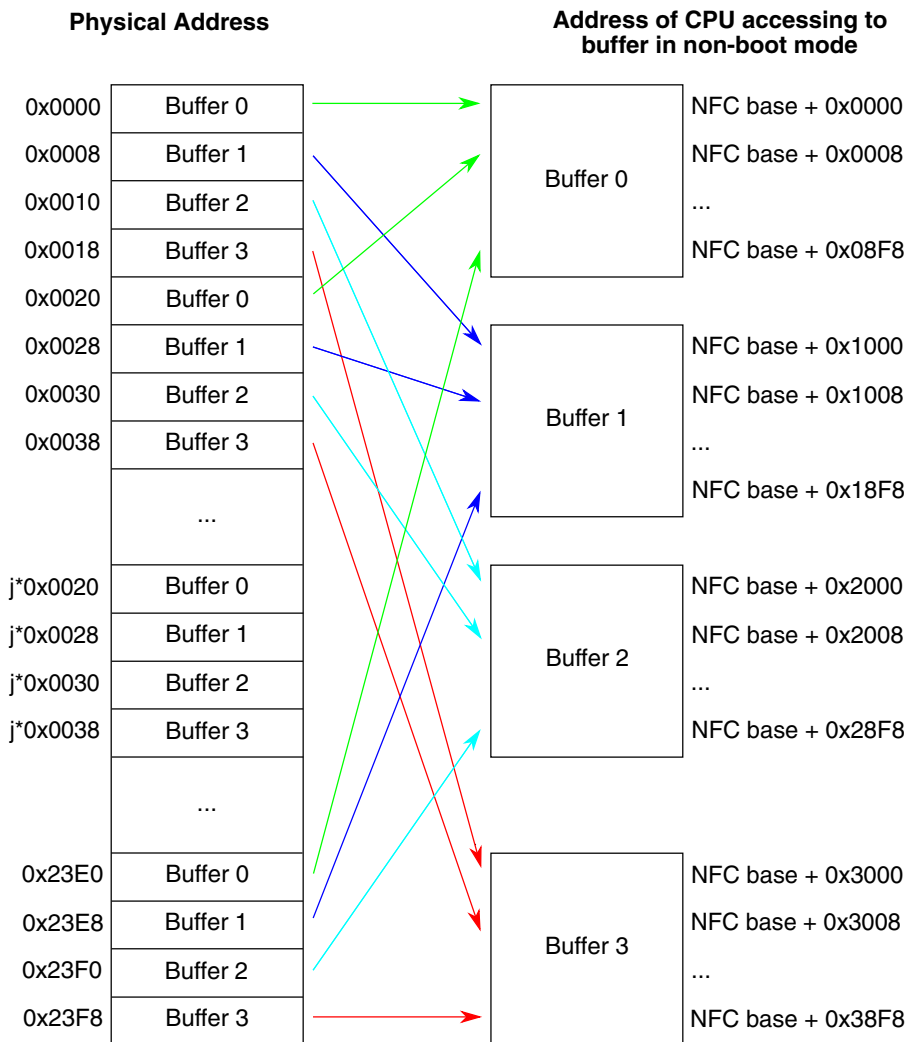 Physical Address
Address of CPU accessing to
buffer in non-boot mode
0x0000 Buffer 0
0x0008 Buffer 1
0x0010 Buffer 2
0x0018 Buffer 3
0x0020 Buffer 0
0x0028 Buffer 1
0x0030 Buffer 2
0x0038 Buffer 3
...
j*0x0020 Buffer 0
j*0x0028 Buffer 1
j*0x0030 Buffer 2
j*0x0038 Buffer 3
...
0x23E0 Buffer 0
0x23E8 Buffer 1
0x23F0 Buffer 2
0x23F8 Buffer 3
Buffer 0
NFC base + 0x0000
NFC base + 0x0008
...
NFC base + 0x08F8
Buffer 1
NFC base + 0x1000
NFC base + 0x1008
...
NFC base + 0x18F8
Buffer 2
NFC base + 0x2000
NFC base + 0x2008
...
NFC base + 0x28F8
Buffer 3
NFC base + 0x3000
NFC base + 0x3008
...
NFC base + 0x38F8